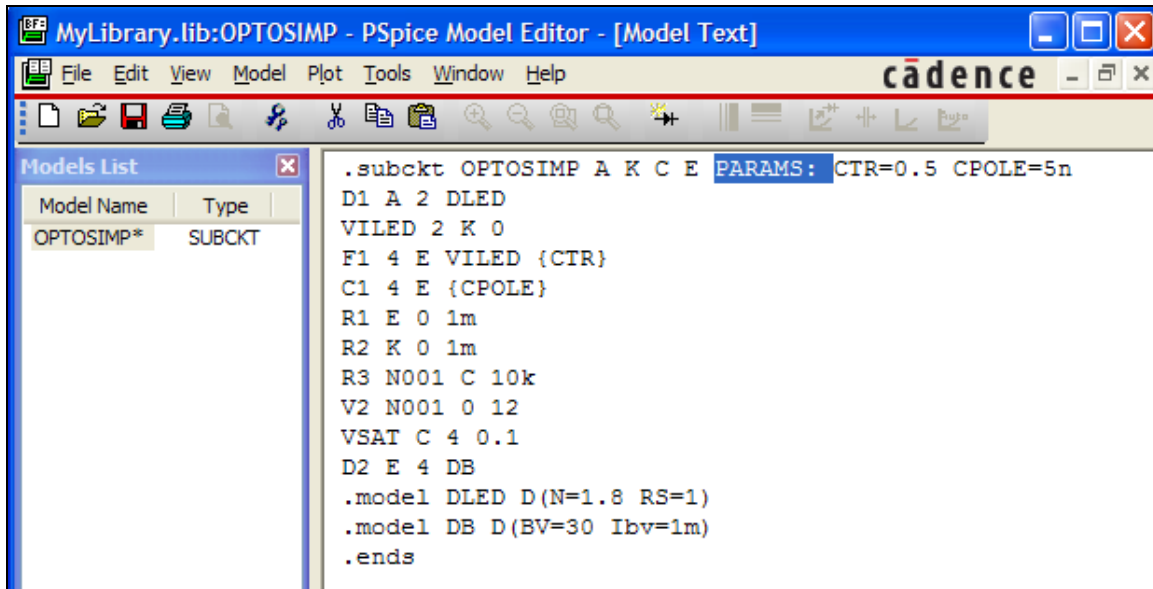 BF=
MyLibrary.lib:OPTOSIMP - PSpice Model Editor - [Model Text]
File Edit View Model Plot Tools Window Help
cādence
Models List
Model Name Type
OPTOSIMP* SUBCKT
.subckt OPTOSIMP A K C E PARAMS: CTR=0.5 CPOLE=5n
D1 A 2 DLED
VILED 2 K 0
F1 4 E VILED {CTR}
C1 4 E {CPOLE}
R1 E 0 1m
R2 K 0 1m
R3 N001 C 10k
V2 N001 0 12
VSAT C 4 0.1
D2 E 4 DB
.model DLED D(N=1.8 RS=1)
.model DB D(BV=30 Ibv=1m)
.ends